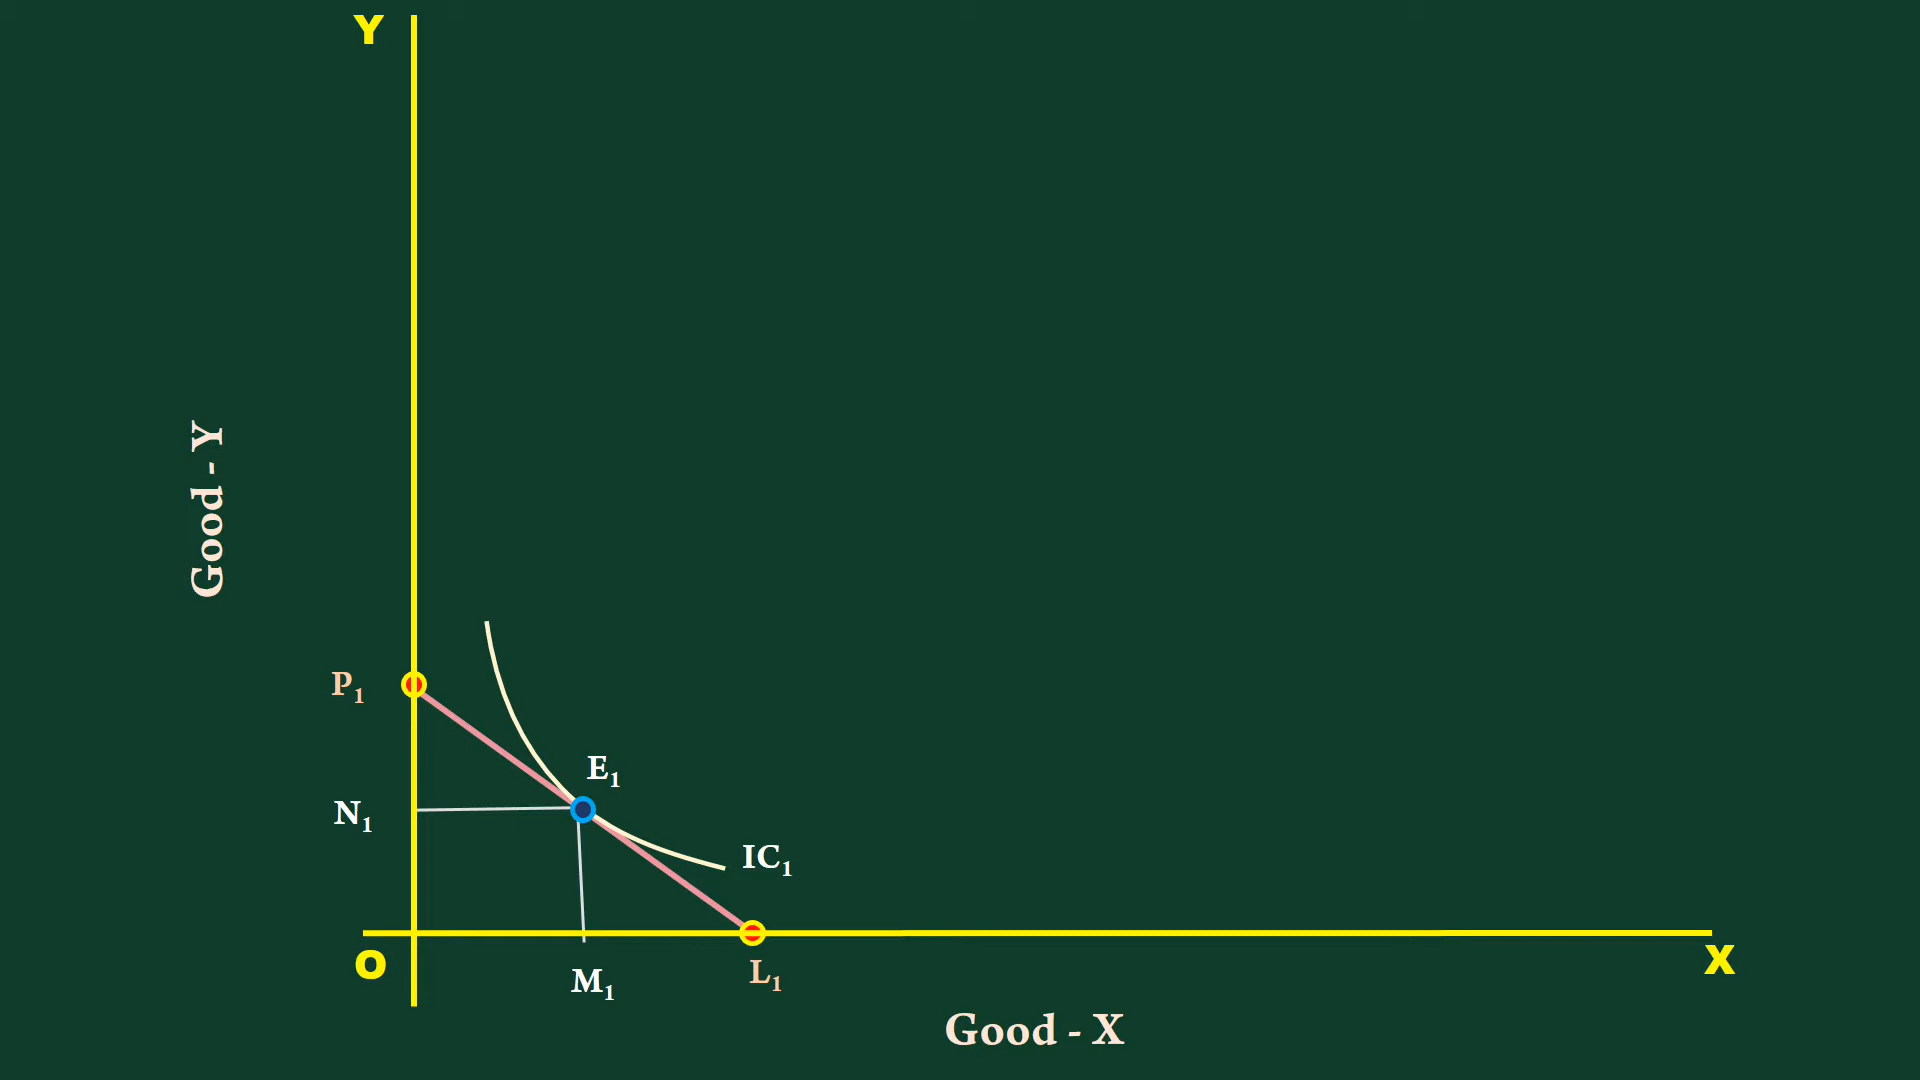 Y
Good - Y
P₁
E₁
N₁
IC₁
O
X
M₁
L₁
Good - X